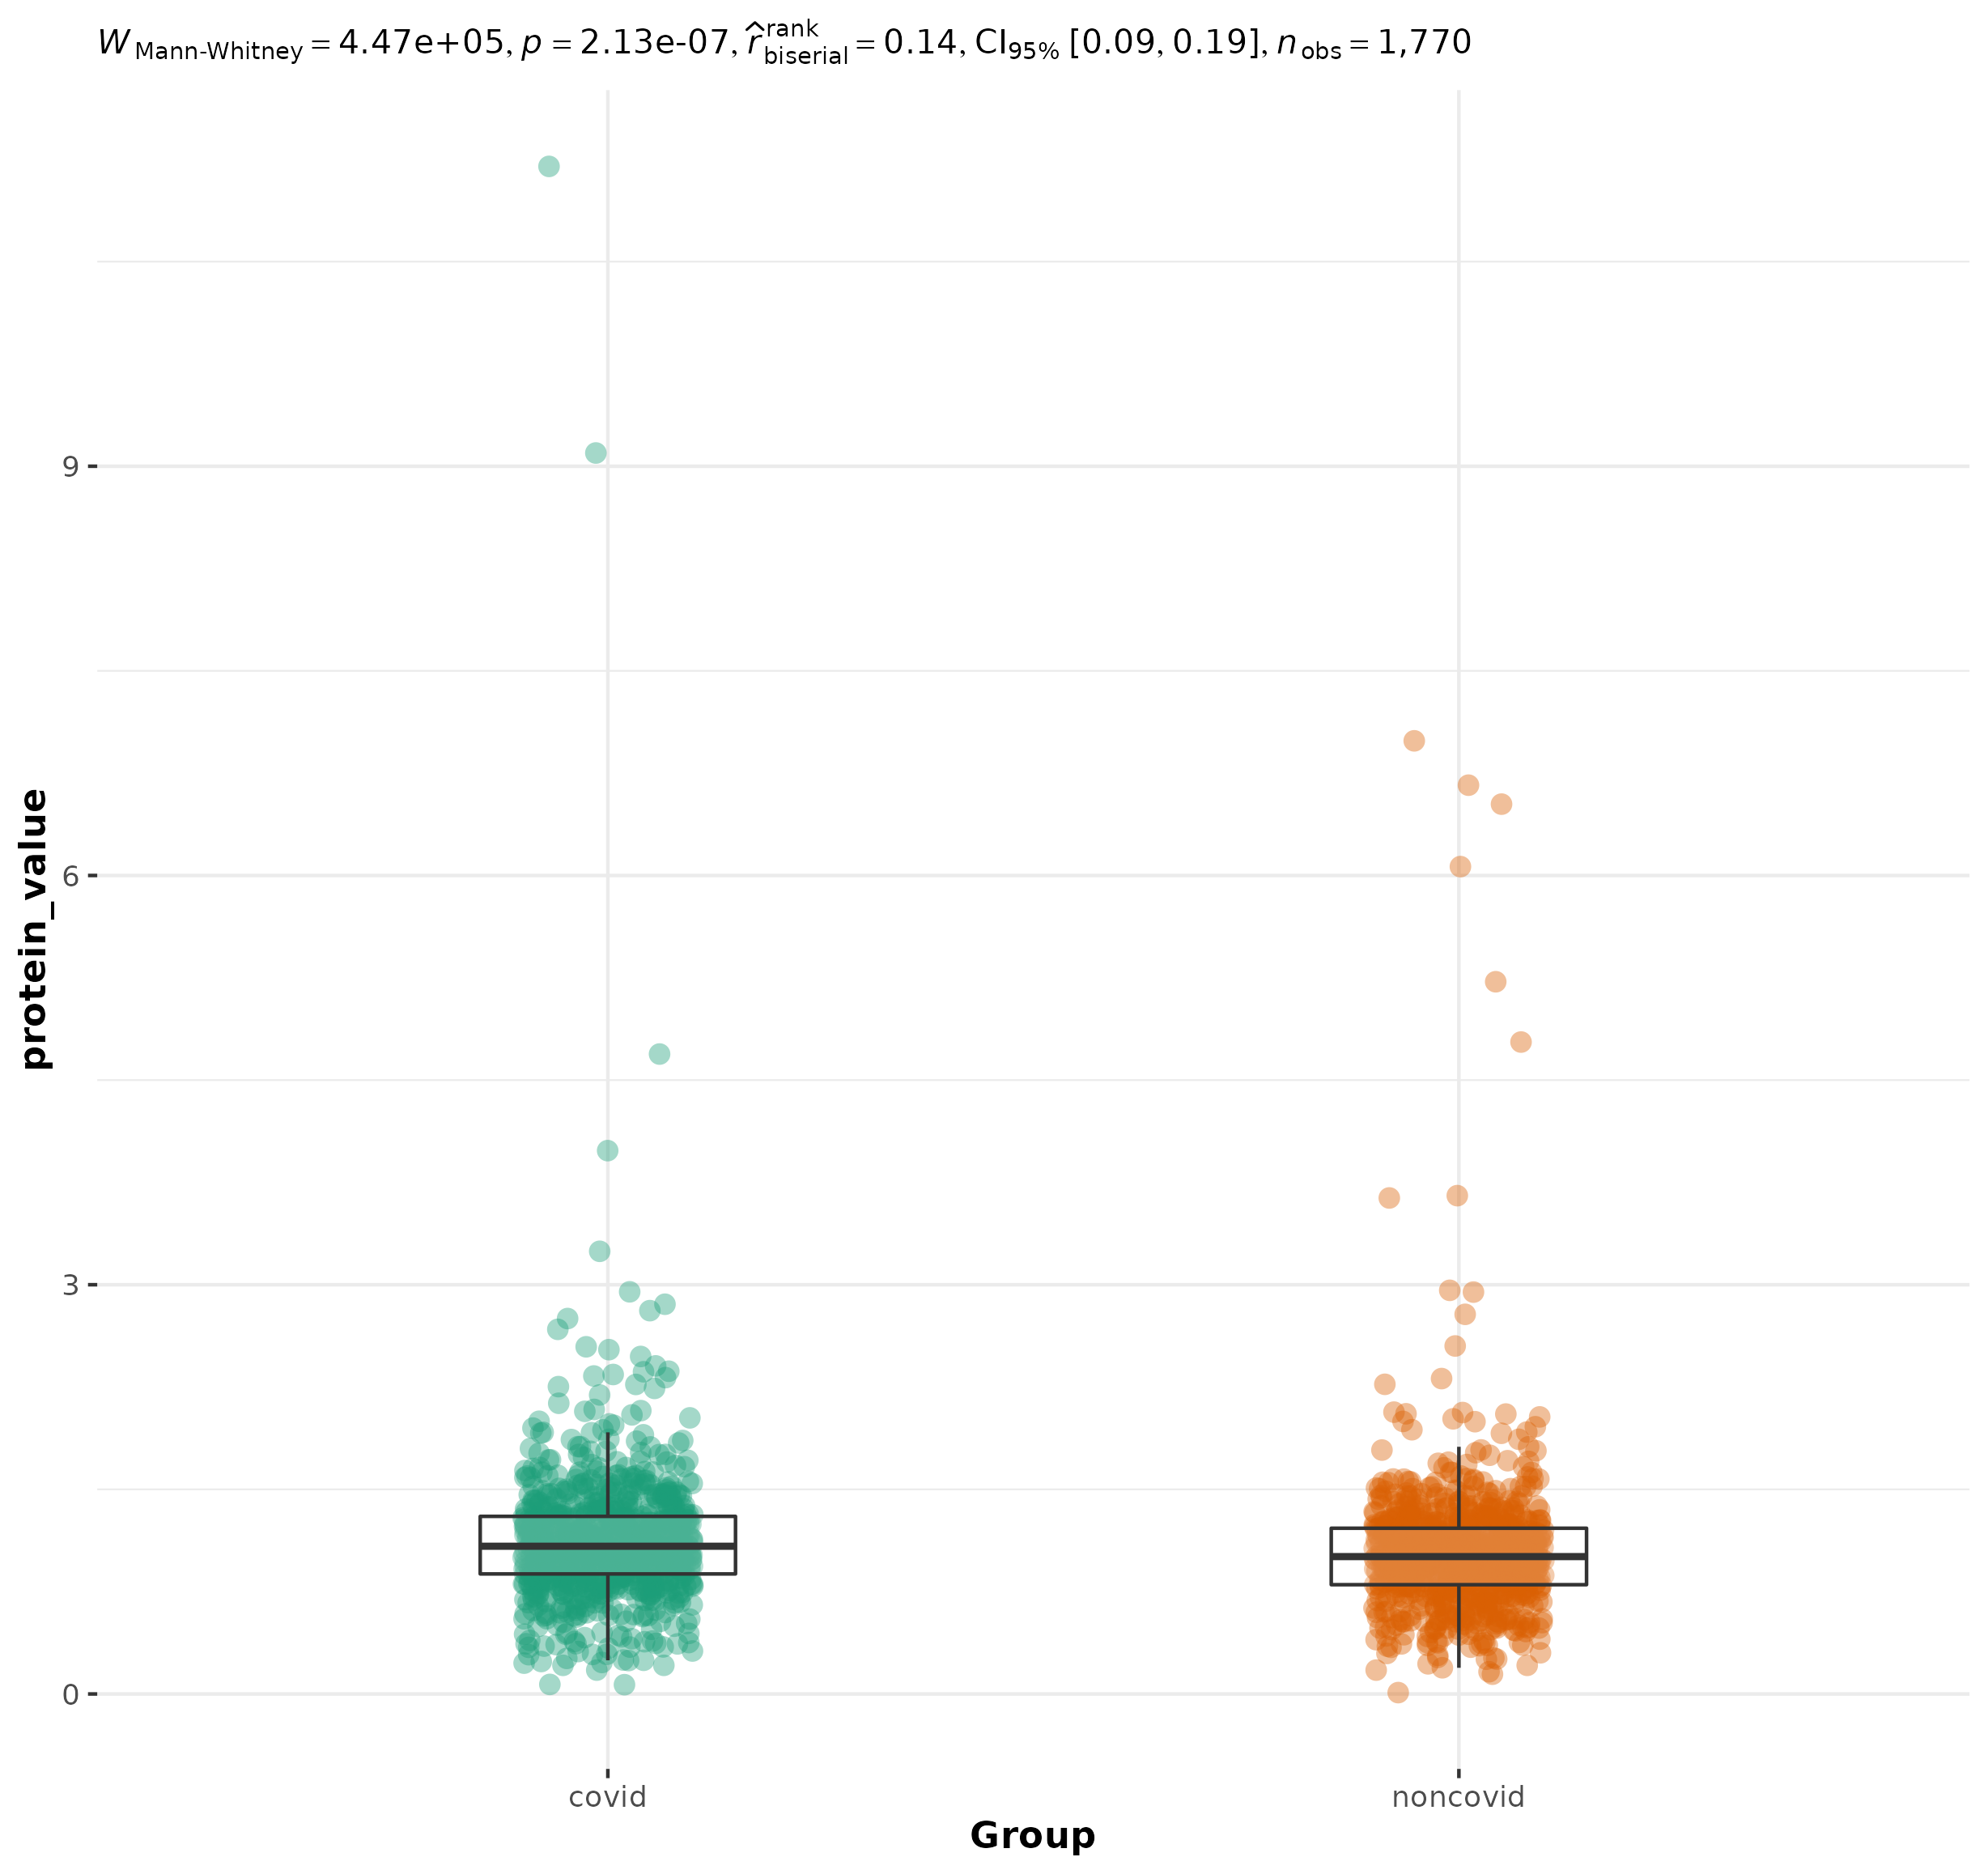 W Mann-Whitney = 4.47e+05, p = 2.13e-07, r̂ rank biserial = 0.14, CI95% [0.09, 0.19], nobs = 1,770
9
6
3
0
protein_value
covid noncovid
Group